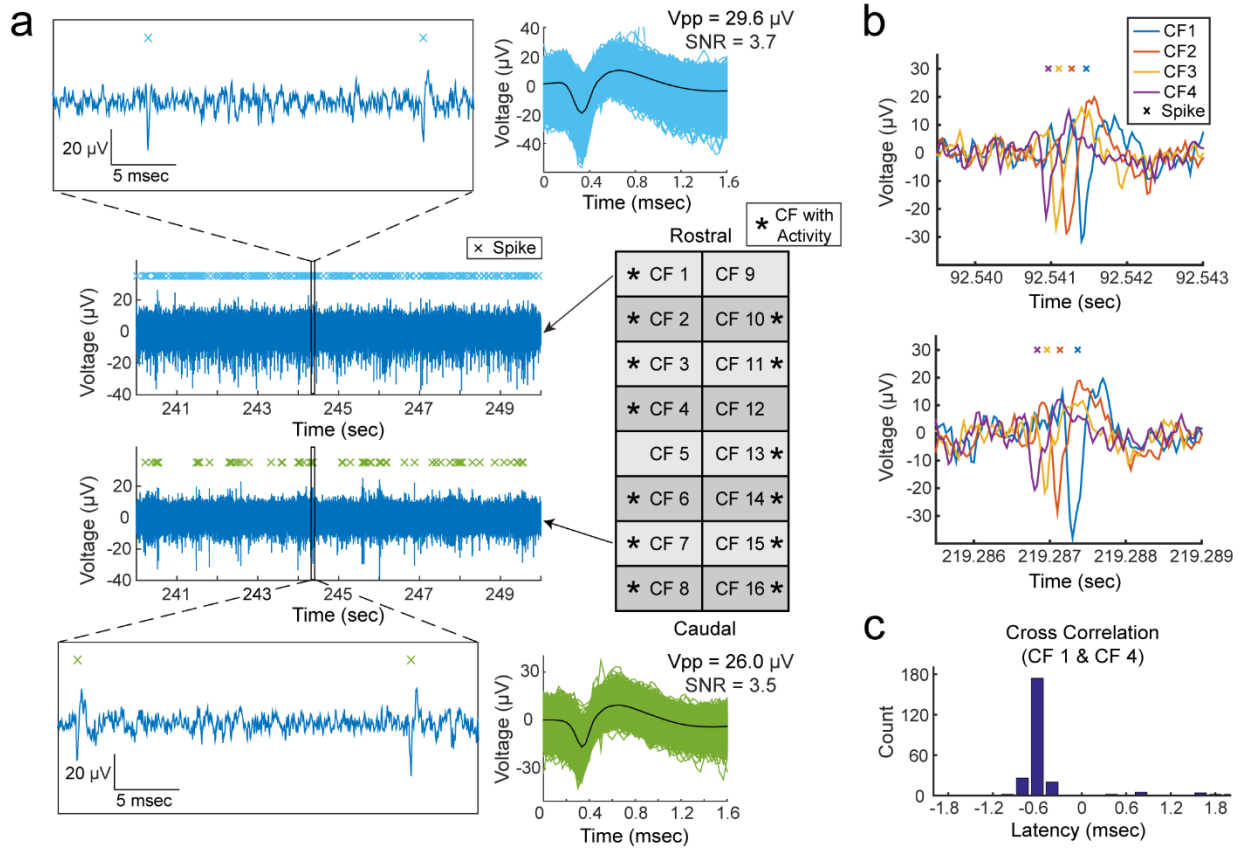 a
20 µV
5 msec
Vpp = 29.6 µV
SNR = 3.7
Voltage (µV)
40
20
0
-20
-40
0 0.4 0.8 1.2 1.6
Time (msec)
× Spike
Voltage (µV)
20
0
-20
-40
241 243 245 247 249
Time (sec)
Voltage (µV)
20
0
-20
-40
241 243 245 247 249
Time (sec)
Rostral
* CF with
Activity
* CF 1 CF 9
* CF 2 CF 10 *
* CF 3 CF 11 *
* CF 4 CF 12
CF 5 CF 13 *
* CF 6 CF 14 *
* CF 7 CF 15 *
* CF 8 CF 16 *
Caudal
20 µV
5 msec
Vpp = 26.0 µV
SNR = 3.5
Voltage (µV)
30
0
-30
0 0.4 0.8 1.2 1.6
Time (msec)
b
CF1
CF2
CF3
CF4
× Spike
Voltage (µV)
30
20
10
0
-10
-20
-30
92.540 92.541 92.542 92.543
Time (sec)
Voltage (µV)
30
20
10
0
-10
-20
-30
219.286 219.287 219.288 219.289
Time (sec)
c
Cross Correlation
(CF 1 & CF 4)
Count
180
120
60
0
-1.8 -1.2 -0.6 0 0.6 1.2 1.8
Latency (msec)